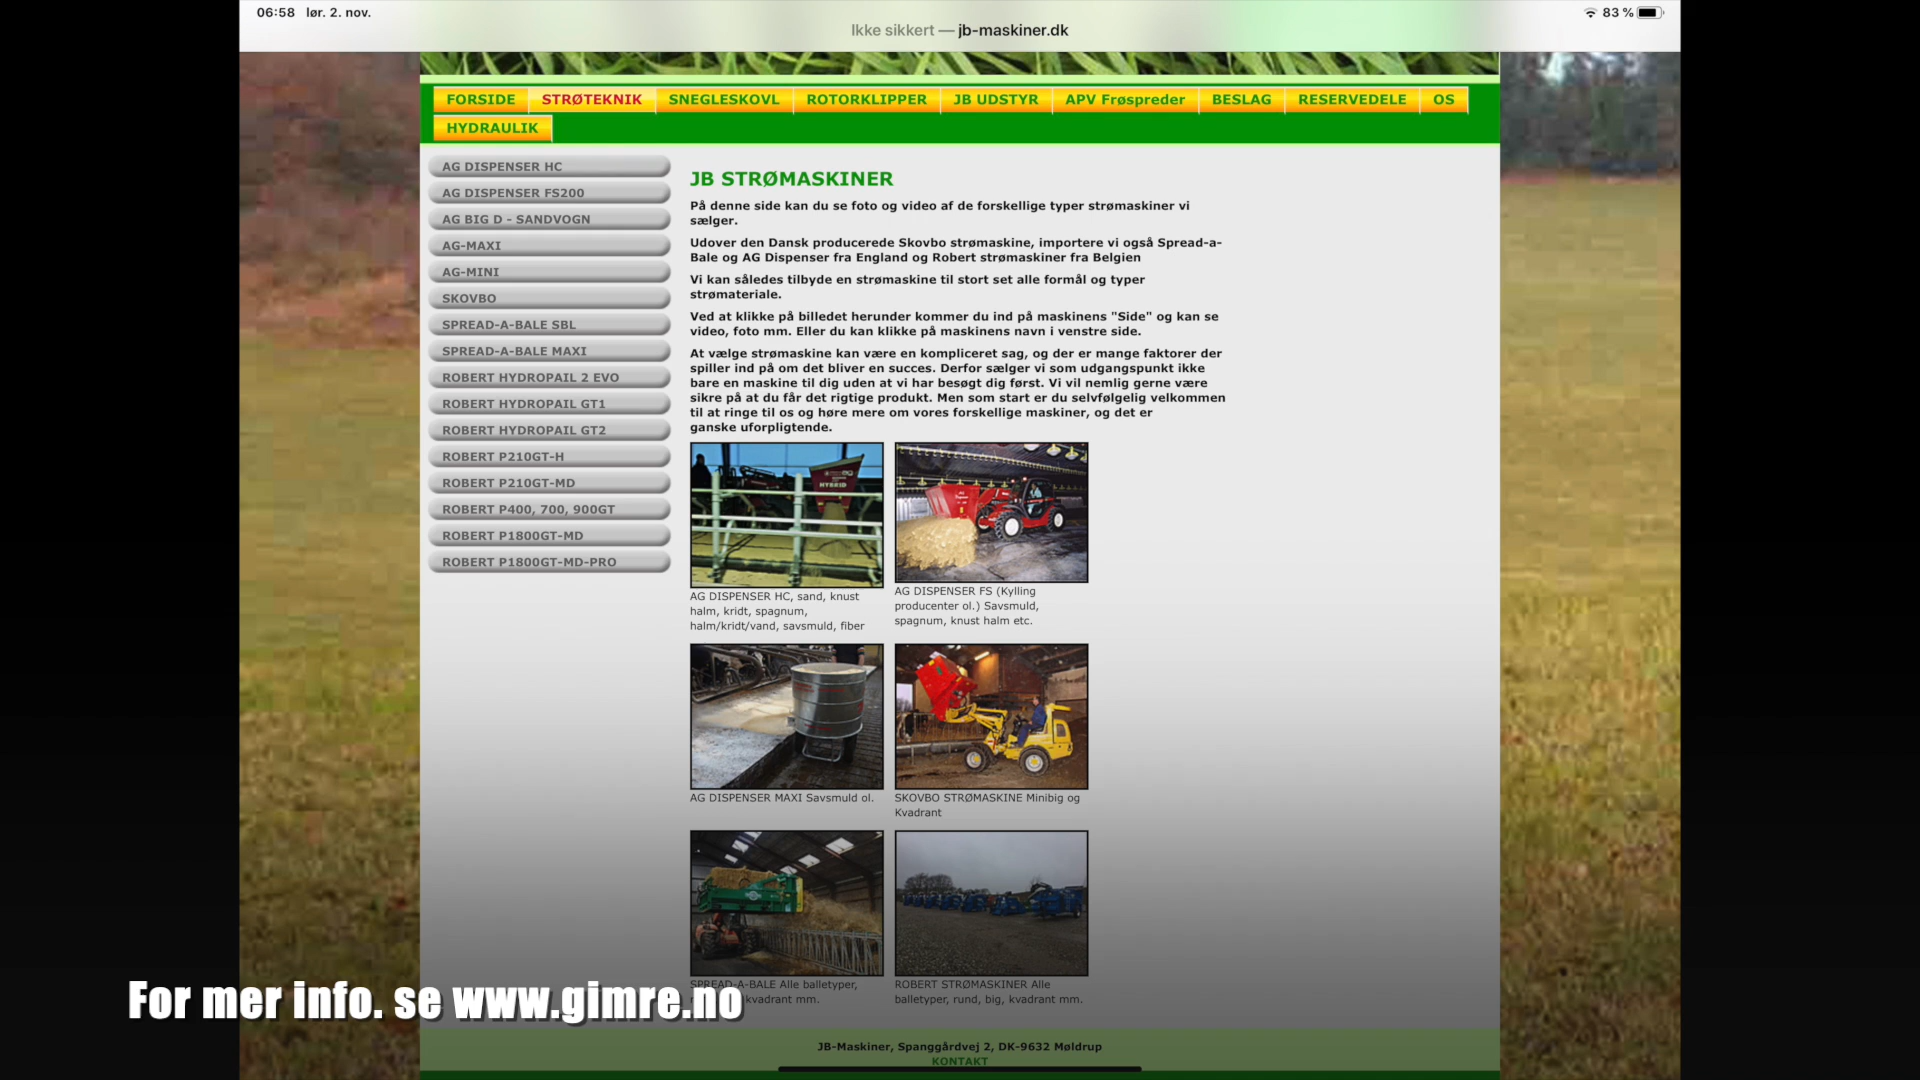 06:58 lør. 2. nov.
83 %
Ikke sikkert — jb-maskiner.dk
FORSIDE STRØTEKNIK SNEGLESKOVL ROTORKLIPPER JB UDSTYR APV Frøspreder BESLAG RESERVEDELE OS
HYDRAULIK
AG DISPENSER HC
AG DISPENSER FS200
AG BIG D - SANDVOGN
AG-MAXI
AG-MINI
SKOVBO
SPREAD-A-BALE SBL
SPREAD-A-BALE MAXI
ROBERT HYDROPAIL 2 EVO
ROBERT HYDROPAIL GT1
ROBERT HYDROPAIL GT2
ROBERT P210GT-H
ROBERT P210GT-MD
ROBERT P400, 700, 900GT
ROBERT P1800GT-MD
ROBERT P1800GT-MD-PRO
JB STRØMASKINER
På denne side kan du se foto og video af de forskellige typer strømaskiner vi
sælger.
Udover den Dansk producerede Skovbo strømaskine, importere vi også Spread-a-
Bale og AG Dispenser fra England og Robert strømaskiner fra Belgien
Vi kan således tilbyde en strømaskine til stort set alle formål og typer
strømateriale.
Ved at klikke på billedet herunder kommer du ind på maskinens "Side" og kan se
video, foto mm. Eller du kan klikke på maskinens navn i venstre side.
At vælge strømaskine kan være en kompliceret sag, og der er mange faktorer der
spiller ind på om det bliver en succes. Derfor sælger vi som udgangspunkt ikke
bare en maskine til dig uden at vi har besøgt dig først. Vi vil nemlig gerne være
sikre på at du får det rigtige produkt. Men som start er du selvfølgelig velkommen
til at ringe til os og høre mere om vores forskellige maskiner, og det er
ganske uforpligtende.
HYBRID
AG DISPENSER HC, sand, knust
halm, kridt, spagnum,
halm/kridt/vand, savsmuld, fiber
AG DISPENSER FS (Kylling
producenter ol.) Savsmuld,
spagnum, knust halm etc.
AG DISPENSER MAXI Savsmuld ol.
SKOVBO STRØMASKINE Minibig og
Kvadrant
SPREAD-A-BALE Alle balletyper,
kvadrant mm.
ROBERT STRØMASKINER Alle
balletyper, rund, big, kvadrant mm.
For mer info. se www.gimre.no
JB-Maskiner, Spanggårdvej 2, DK-9632 Møldrup
KONTAKT